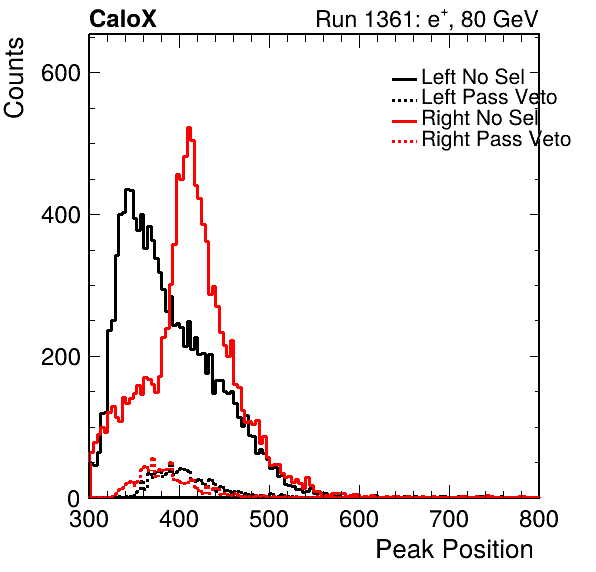 CaloX Run 1361: e+, 80 GeV
Counts
600
400
200
0
Left No Sel
Left Pass Veto
Right No Sel
Right Pass Veto
300 400 500 600 700 800
Peak Position